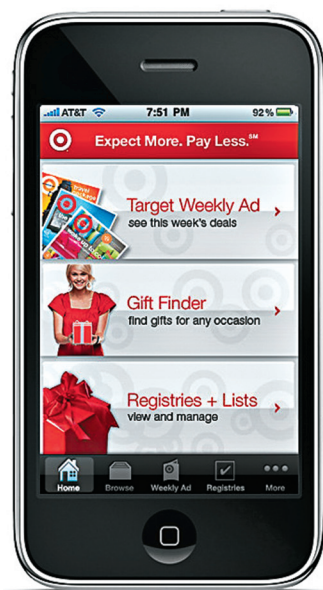 AT&T 7:51 PM 92%
Expect More. Pay Less.℠
Target Weekly Ad
see this week's deals
Gift Finder
find gifts for any occasion
Registries + Lists
view and manage
Home Browse Weekly Ad Registries More